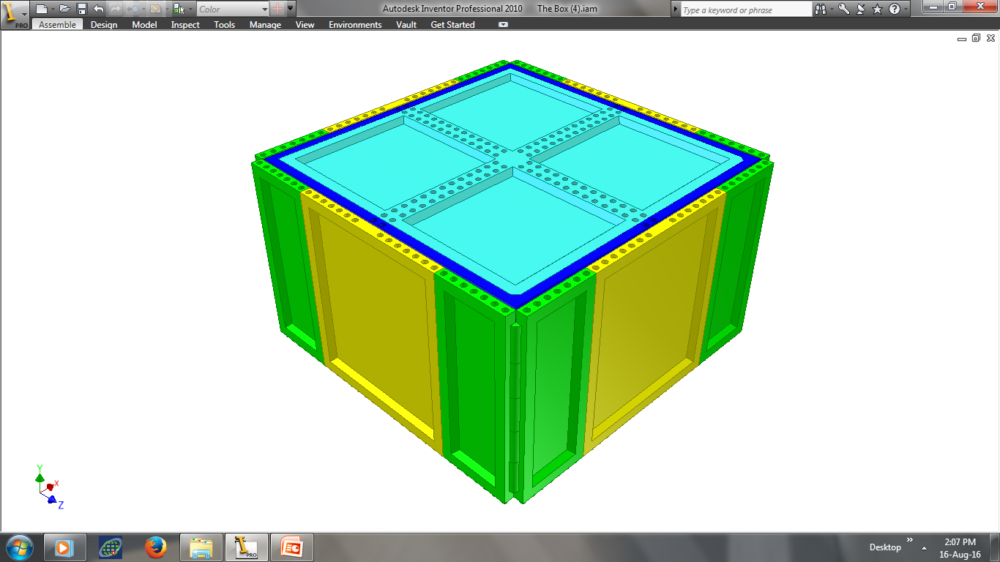 Color
Autodesk Inventor Professional 2010 The Box (4).iam
Type a keyword or phrase
PRO
Assemble Design Model Inspect Tools Manage View Environments Vault Get Started
Y
X
Z
PRO
Desktop
2:07 PM
16-Aug-16